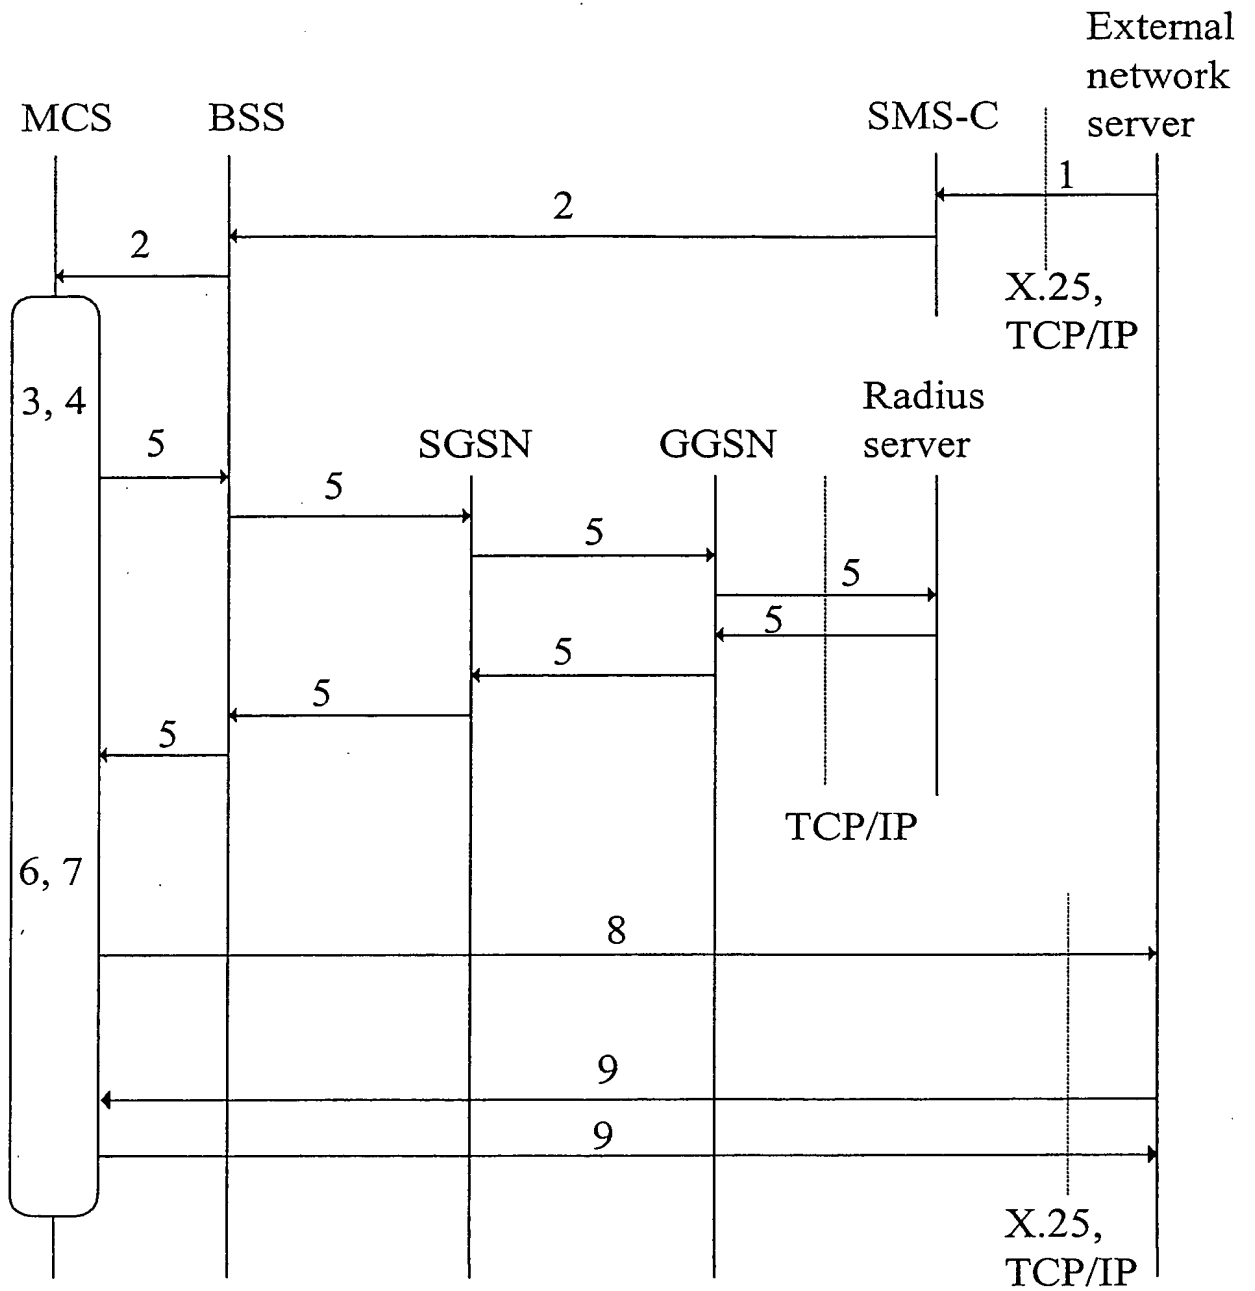 External
network
server
MCS
BSS
SMS-C
1
2
2
X.25,
TCP/IP
3, 4
Radius
server
5
SGSN
GGSN
5
5
5
5
5
5
5
TCP/IP
6, 7
8
9
9
X.25,
TCP/IP